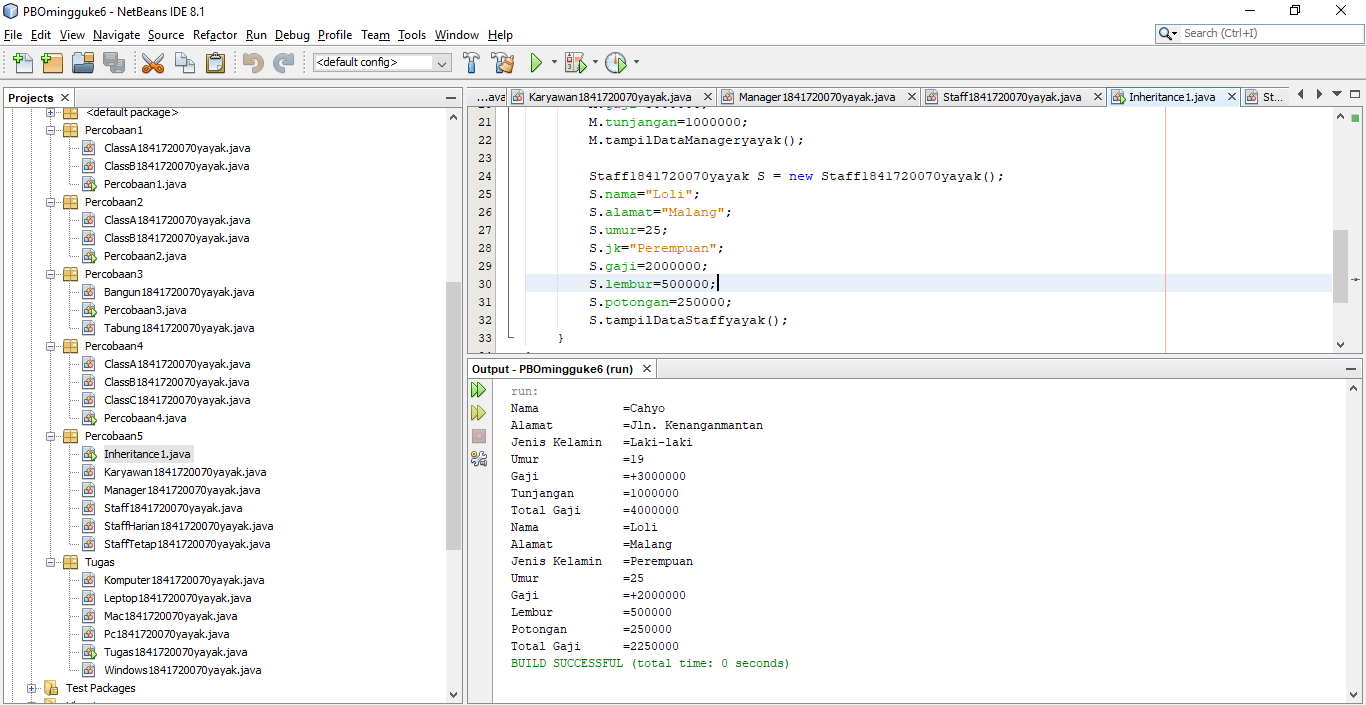 PBOmingguke6 - NetBeans IDE 8.1
File Edit View Navigate Source Refactor Run Debug Profile Team Tools Window Help
Search (Ctrl+I)
<default config>
Projects
<default package>
Percobaan1
ClassA1841720070yayak.java
ClassB1841720070yayak.java
Percobaan1.java
Percobaan2
ClassA1841720070yayak.java
ClassB1841720070yayak.java
Percobaan2.java
Percobaan3
Bangun1841720070yayak.java
Percobaan3.java
Tabung1841720070yayak.java
Percobaan4
ClassA1841720070yayak.java
ClassB1841720070yayak.java
ClassC1841720070yayak.java
Percobaan4.java
Percobaan5
Inheritance1.java
Karyawan1841720070yayak.java
Manager1841720070yayak.java
Staff1841720070yayak.java
StaffHarian1841720070yayak.java
StaffTetap1841720070yayak.java
Tugas
Komputer1841720070yayak.java
Leptop1841720070yayak.java
Mac1841720070yayak.java
Pc1841720070yayak.java
Tugas1841720070yayak.java
Windows1841720070yayak.java
Test Packages
...ava Karyawan1841720070yayak.java Manager1841720070yayak.java Staff1841720070yayak.java Inheritance1.java St...
21 M.tunjangan=1000000;
22 M.tampilDataManageryayak();
23
24 Staff1841720070yayak S = new Staff1841720070yayak();
25 S.nama="Loli";
26 S.alamat="Malang";
27 S.umur=25;
28 S.jk="Perempuan";
29 S.gaji=2000000;
30 S.lembur=500000;
31 S.potongan=250000;
32 S.tampilDataStaffyayak();
33 }
Output - PBOmingguke6 (run)
run:
Nama =Cahyo
Alamat =Jln. Kenanganmantan
Jenis Kelamin =Laki-laki
Umur =19
Gaji =+3000000
Tunjangan =1000000
Total Gaji =4000000
Nama =Loli
Alamat =Malang
Jenis Kelamin =Perempuan
Umur =25
Gaji =+2000000
Lembur =500000
Potongan =250000
Total Gaji =2250000
BUILD SUCCESSFUL (total time: 0 seconds)